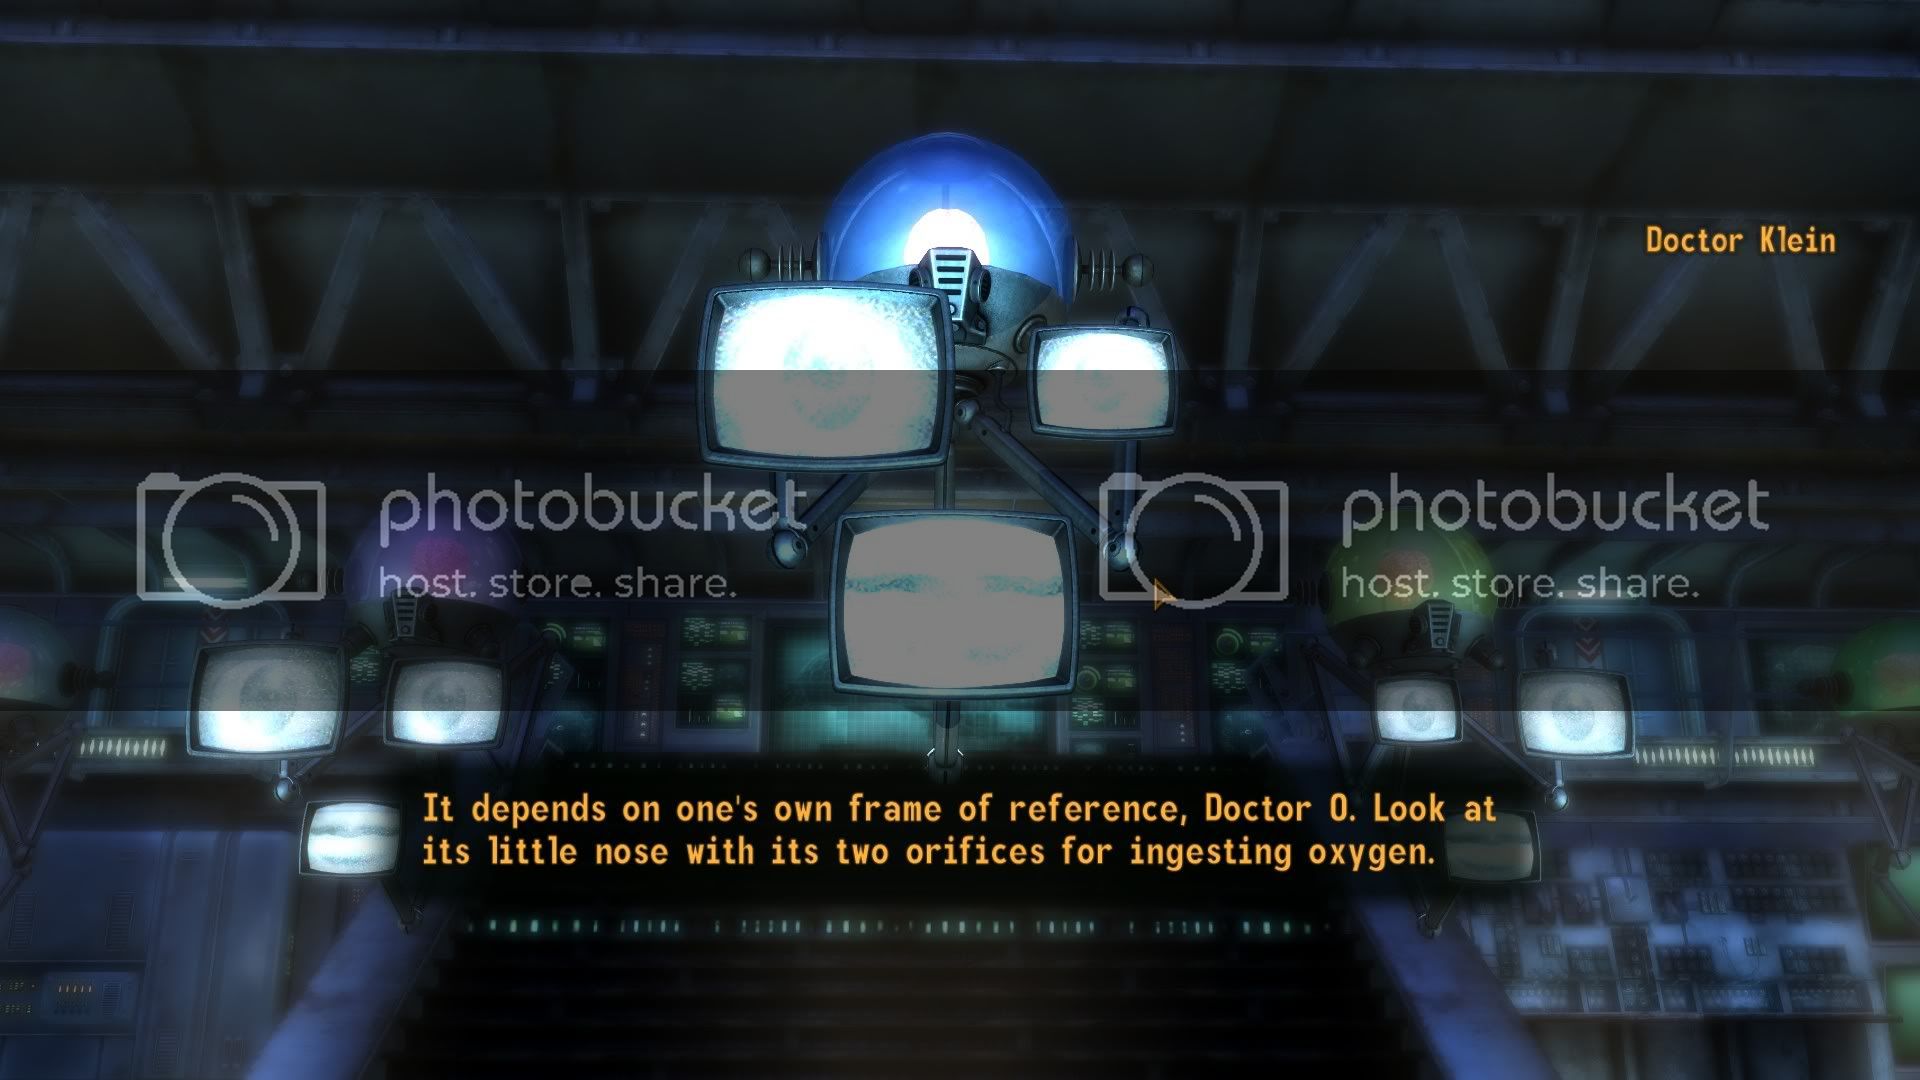 Doctor Klein
photobucket photobucket
host. store. share. host. store. share.
It depends on one's own frame of reference, Doctor O. Look at
its little nose with its two orifices for ingesting oxygen.